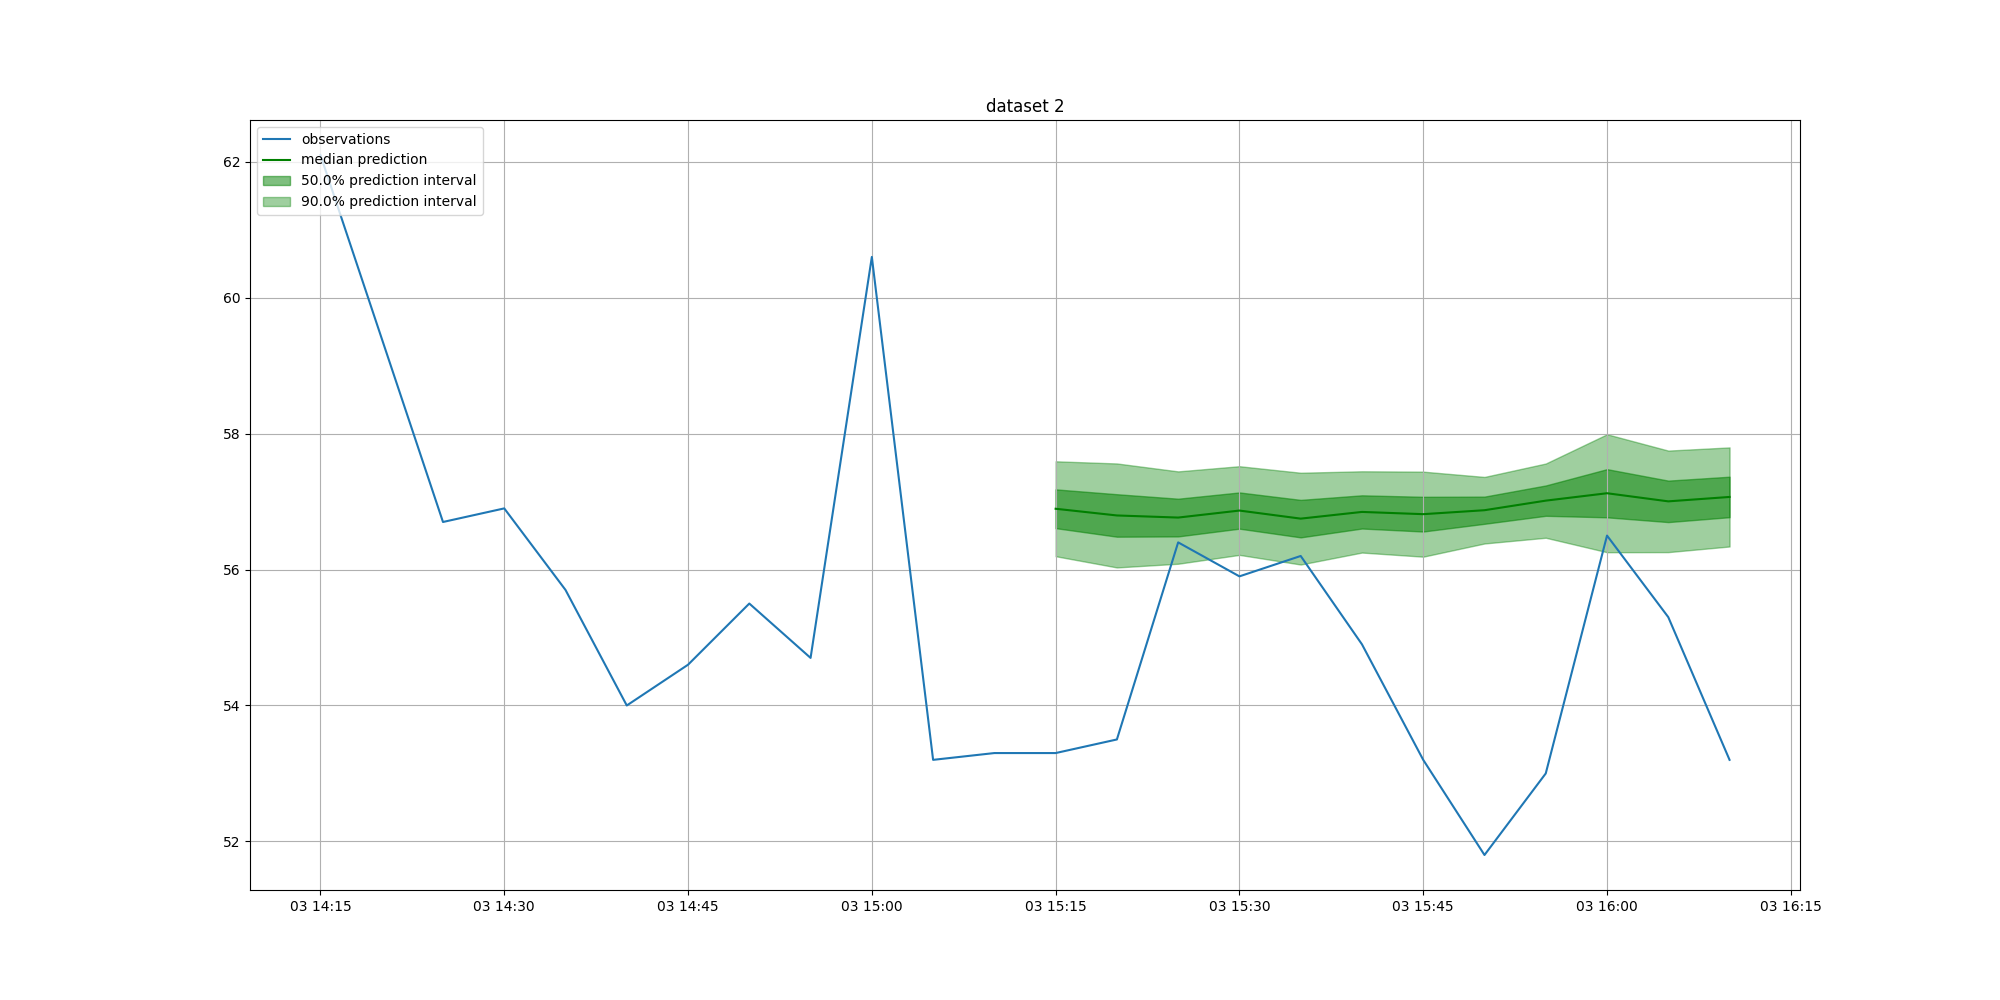 dataset 2
observations
median prediction
50.0% prediction interval
90.0% prediction interval
62
60
58
56
54
52
03 14:15 03 14:30 03 14:45 03 15:00 03 15:15 03 15:30 03 15:45 03 16:00 03 16:15